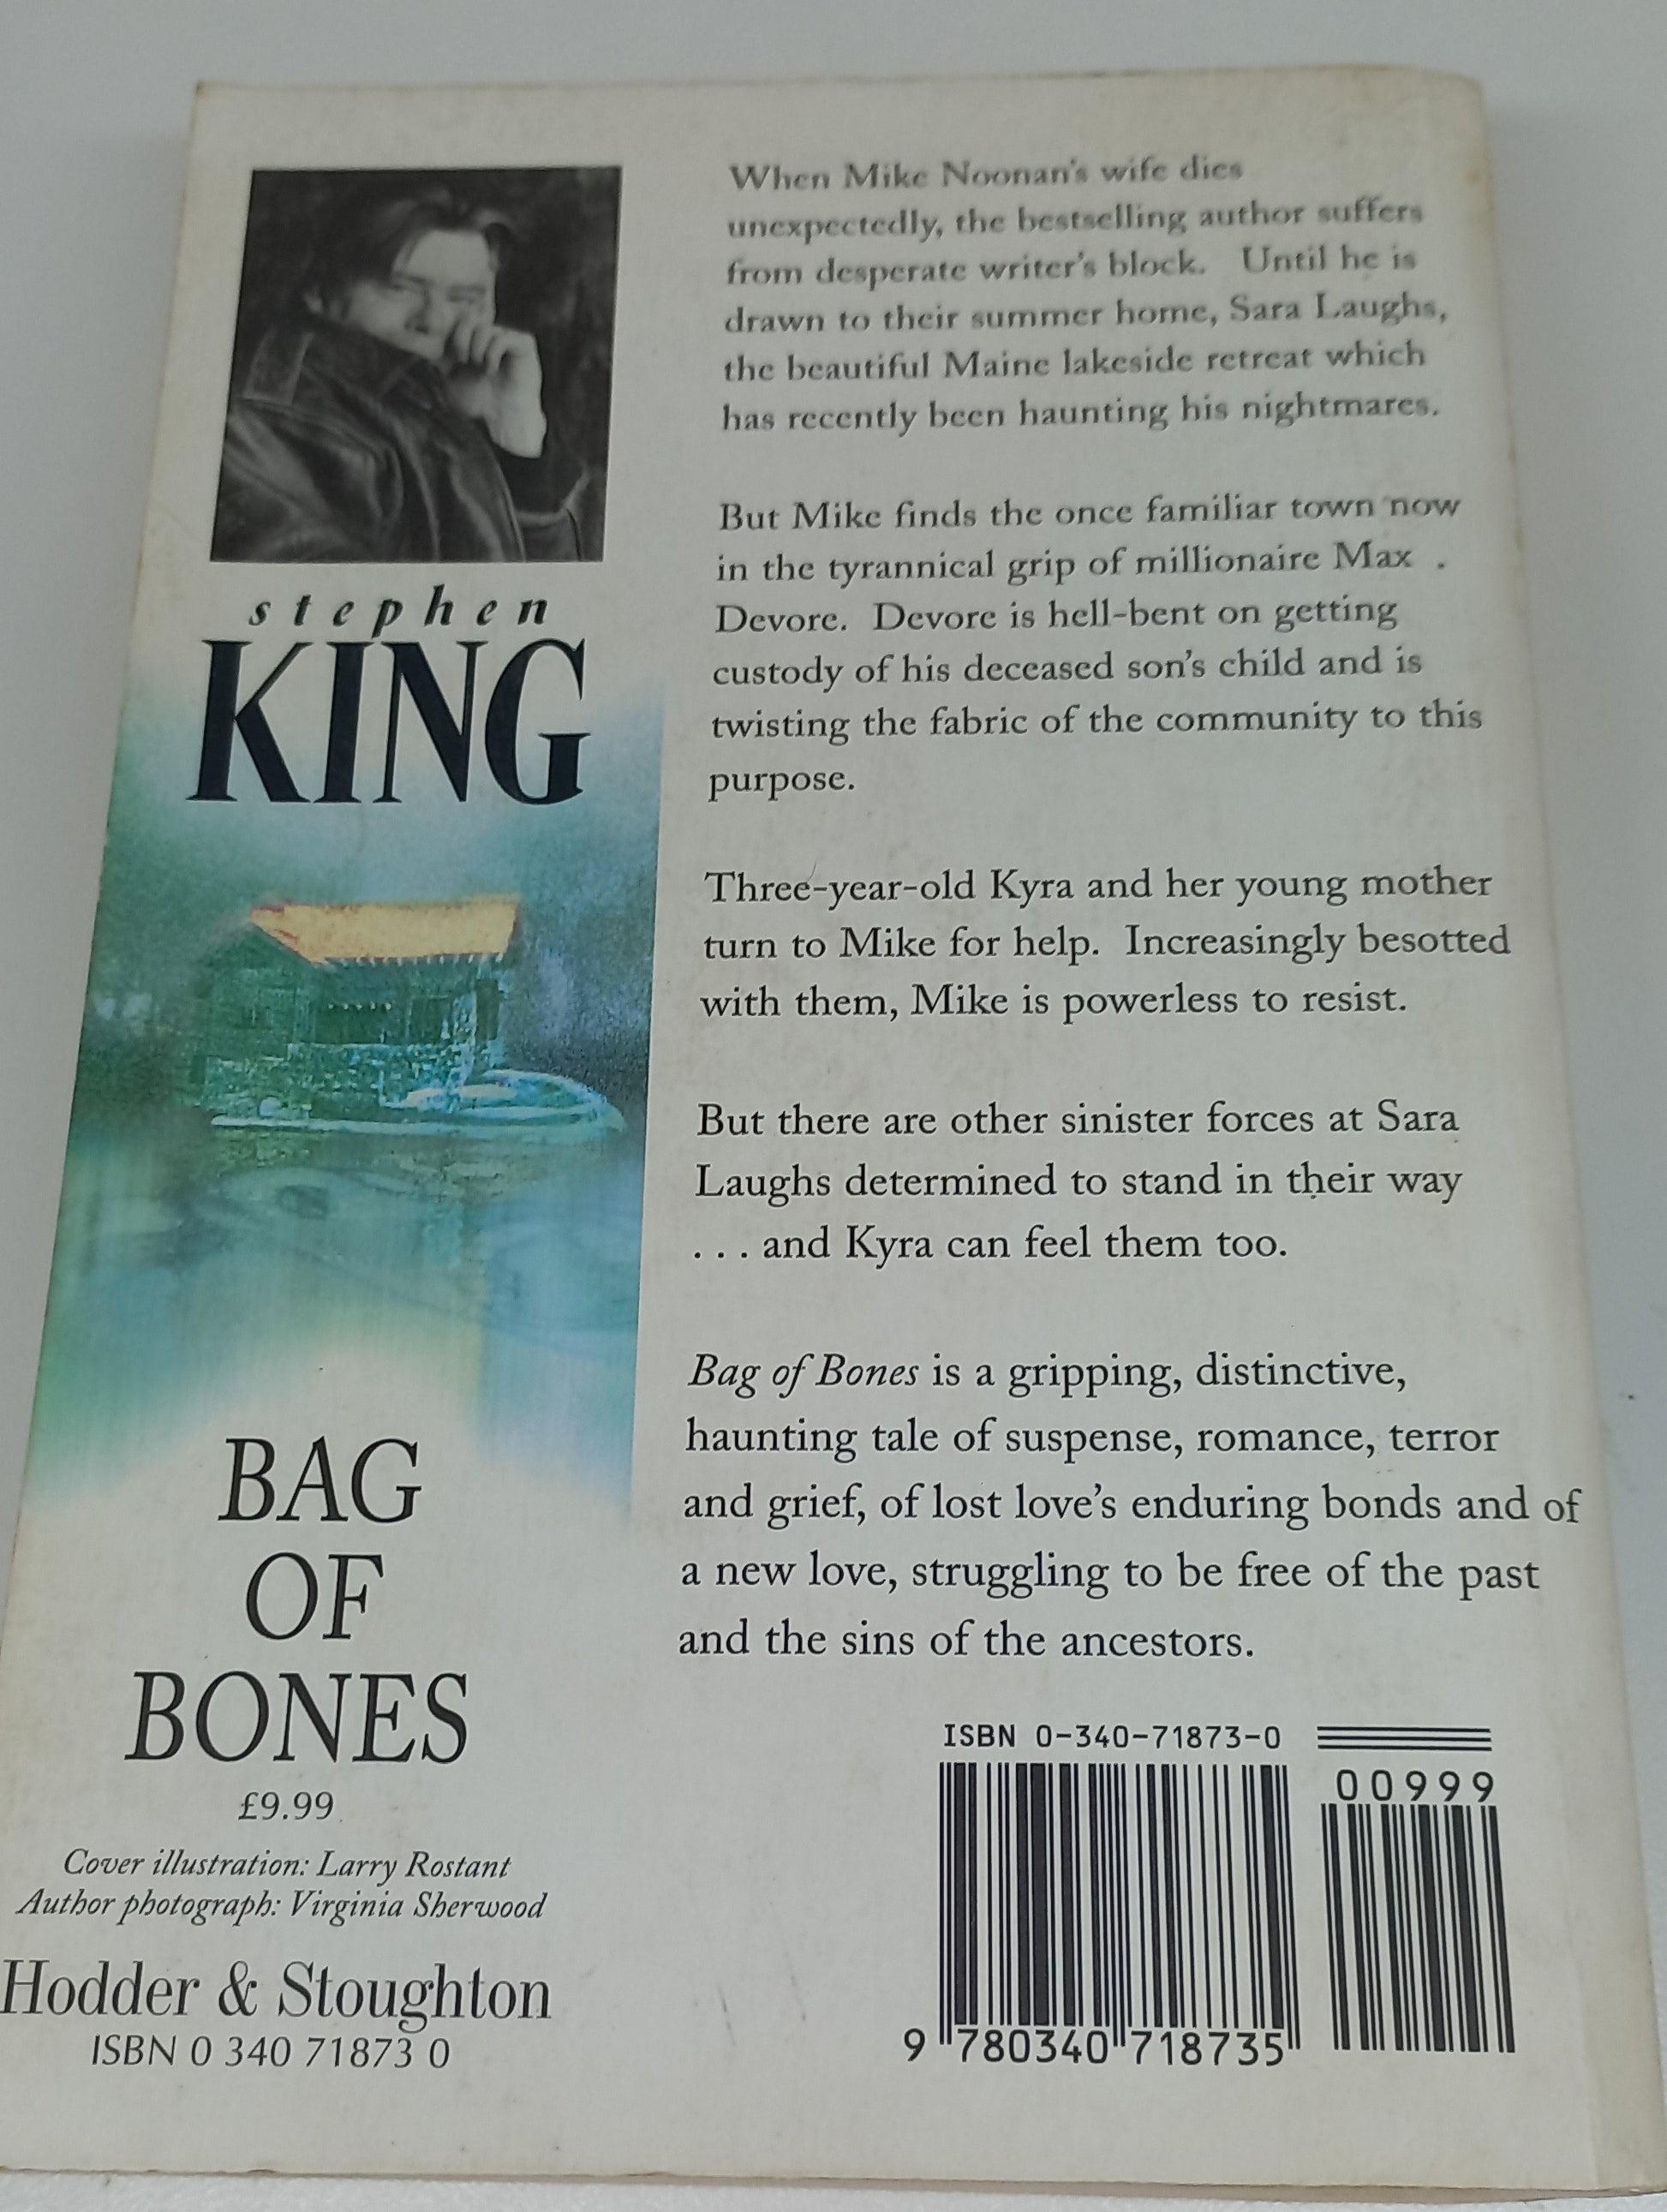 stephen
KING
BAG
OF
BONES
£9.99
Cover illustration: Larry Rostant
Author photograph: Virginia Sherwood
Hodder & Stoughton
ISBN 0 340 71873 0
When Mike Noonan's wife dies
unexpectedly, the bestselling author suffers
from desperate writer's block. Until he is
drawn to their summer home, Sara Laughs,
the beautiful Maine lakeside retreat which
has recently been haunting his nightmares.
But Mike finds the once familiar town now
in the tyrannical grip of millionaire Max
Devore. Devore is hell-bent on getting
custody of his deceased son's child and is
twisting the fabric of the community to this
purpose.
Three-year-old Kyra and her young mother
turn to Mike for help. Increasingly besotted
with them, Mike is powerless to resist.
But there are other sinister forces at Sara
Laughs determined to stand in their way
. . . and Kyra can feel them too.
Bag of Bones is a gripping, distinctive,
haunting tale of suspense, romance, terror
and grief, of lost love's enduring bonds and of
a new love, struggling to be free of the past
and the sins of the ancestors.
ISBN 0-340-71873-0
00999
9 780340 718735